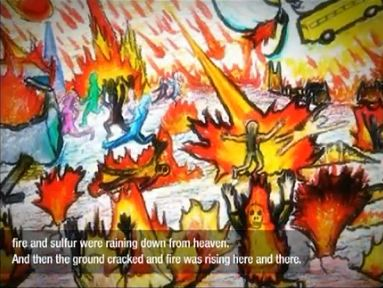 fire and sulfur were raining down from heaven.
And then the ground cracked and fire was rising here and there.